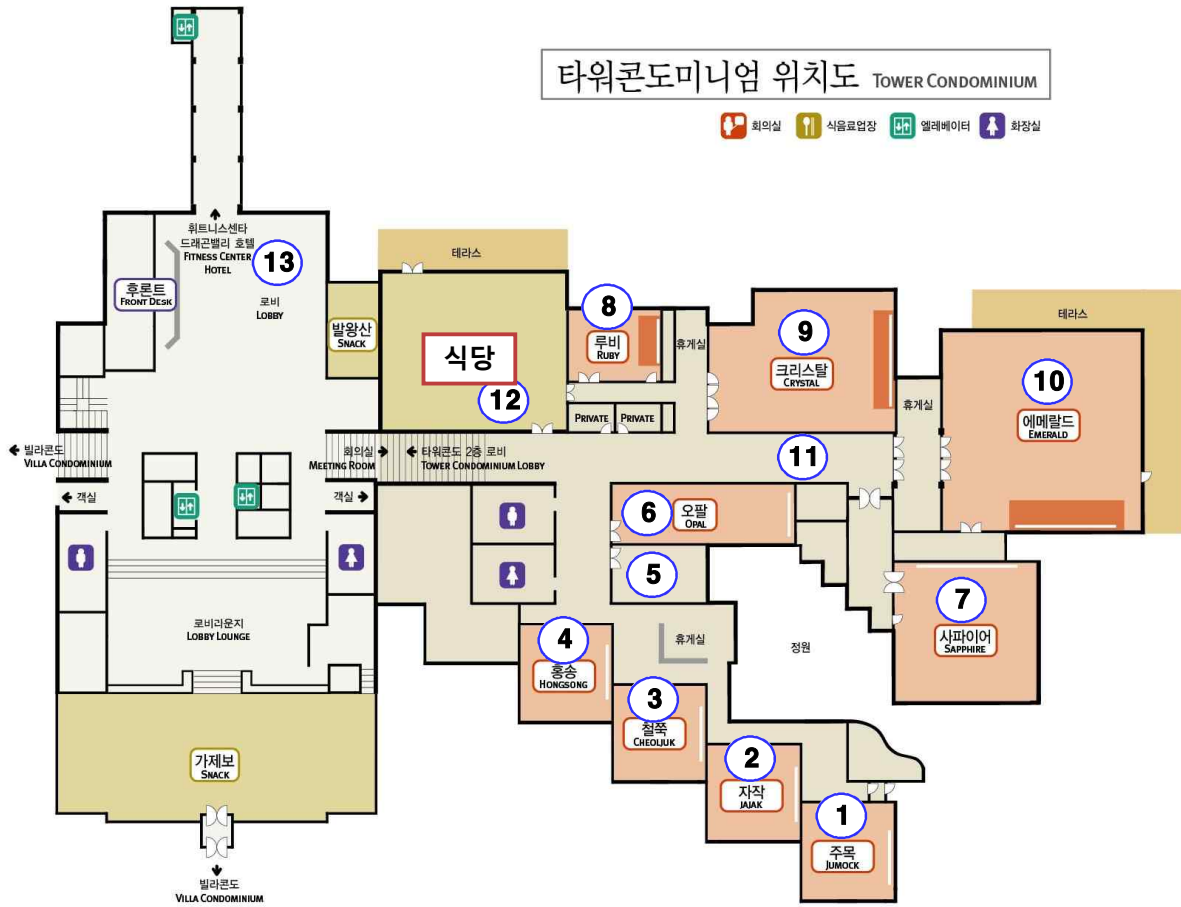 타워콘도미니엄 위치도 TOWER CONDOMINIUM
회의실 식음료업장 엘레베이터 화장실
휘트니스센타
드래곤밸리 호텔
FITNESS CENTER
HOTEL
13
후론트
FRONT DESK
로비
LOBBY
발왕산
SNACK
테라스
식당
12
8
루비
RUBY
휴게실
9
크리스탈
CRYSTAL
휴게실
테라스
10
에메랄드
EMERALD
PRIVATE
PRIVATE
빌라콘도
VILLA CONDOMINIUM
회의실
MEETING ROOM
타워콘도 2층 로비
TOWER CONDOMINIUM LOBBY
11
객실
객실
6
오팔
OPAL
5
7
사파이어
SAPPHIRE
로비라운지
LOBBY LOUNGE
4
홍송
HONGSONG
휴게실
정원
3
철쭉
CHEOLJUK
가제보
SNACK
2
자작
JAJAK
1
주목
JUMOCK
빌라콘도
VILLA CONDOMINIUM